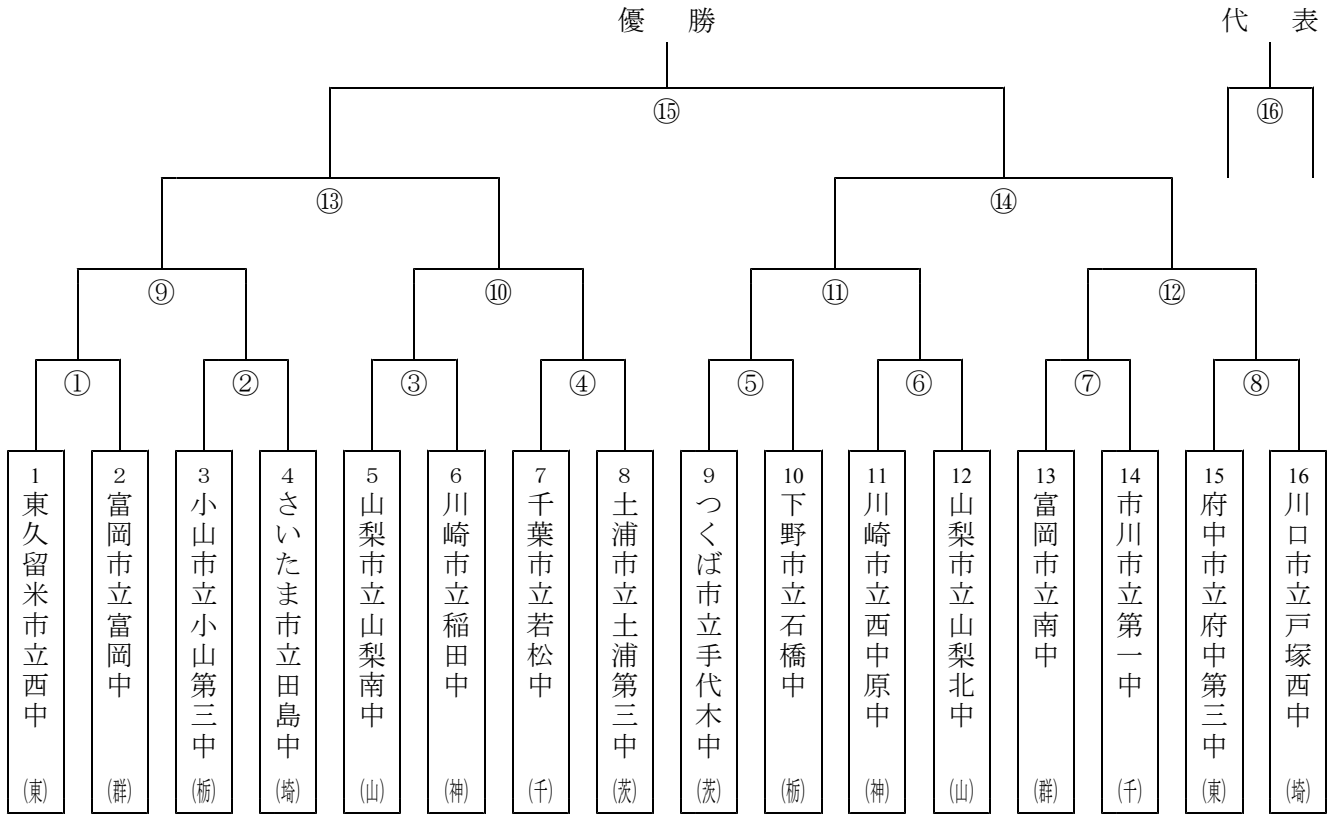 優勝
代表
⑮
⑯
⑬
⑭
⑨
⑩
⑪
⑫
①
②
③
④
⑤
⑥
⑦
⑧
1 東久留米市立西中 (東)
2 富岡市立富岡中 (群)
3 小山市立小山第三中 (栃)
4 さいたま市立田島中 (埼)
5 山梨市立山梨南中 (山)
6 川崎市立稲田中 (神)
7 千葉市立若松中 (千)
8 土浦市立土浦第三中 (茨)
9 つくば市立手代木中 (茨)
10 下野市立石橋中 (栃)
11 川崎市立西中原中 (神)
12 山梨市立山梨北中 (山)
13 富岡市立南中 (群)
14 市川市立第一中 (千)
15 府中市立府中第三中 (東)
16 川口市立戸塚西中 (埼)